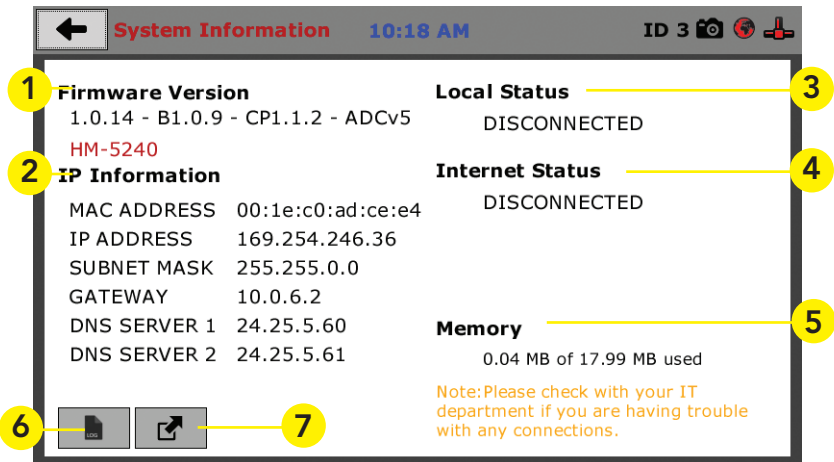 System Information 10:18 AM ID 3
1 Firmware Version
1.0.14 - B1.0.9 - CP1.1.2 - ADCv5
HM-5240
2 IP Information
MAC ADDRESS 00:1e:c0:ad:ce:e4
IP ADDRESS 169.254.246.36
SUBNET MASK 255.255.0.0
GATEWAY 10.0.6.2
DNS SERVER 1 24.25.5.60
DNS SERVER 2 24.25.5.61
Local Status 3
DISCONNECTED
Internet Status 4
DISCONNECTED
Memory 5
0.04 MB of 17.99 MB used
Note:Please check with your IT
department if you are having trouble
with any connections.
6 LOG 7